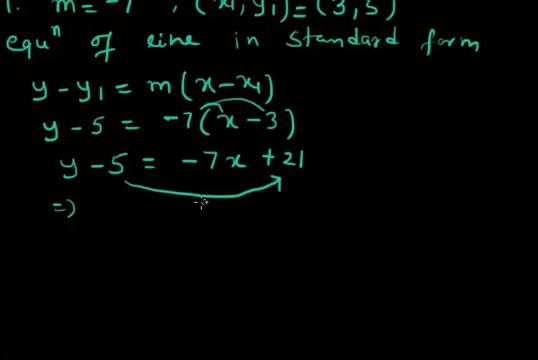 1. m = -7 , (x1, y1) = (3, 5)
equⁿ of line in standard form
y - y1 = m (x - x1)
y - 5 = -7 (x - 3)
y - 5 = -7x + 21
=>